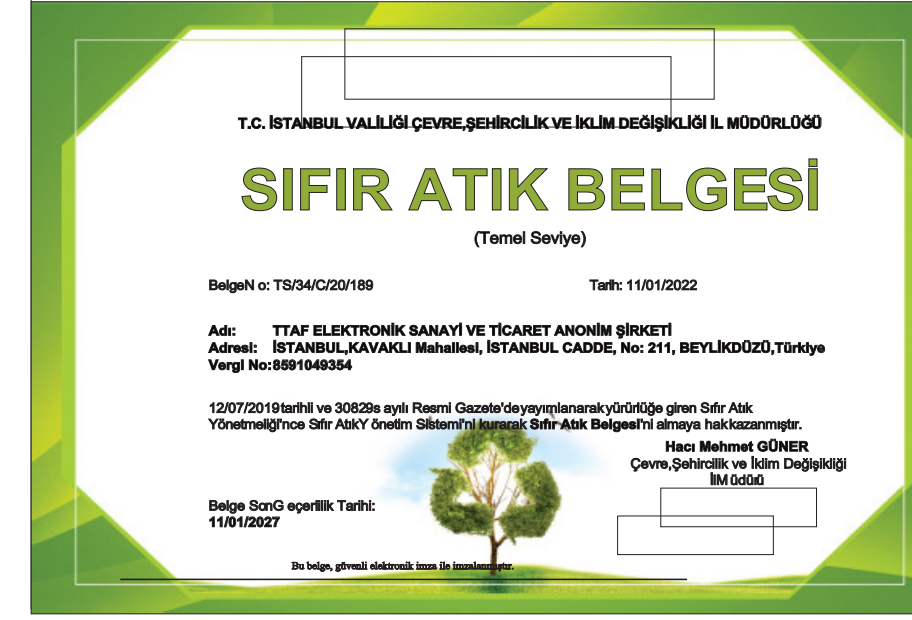 T.C. İSTANBUL VALİLİĞİ ÇEVRE,ŞEHİRCİLİK VE İKLİM DEĞİŞİKLİĞİ İL MÜDÜRLÜĞÜ
SIFIR ATIK BELGESİ
(Temel Seviye)
BelgeN o: TS/34/C/20/189 Tarih: 11/01/2022
Adı: TTAF ELEKTRONİK SANAYİ VE TİCARET ANONİM ŞİRKETİ
Adresi: İSTANBUL,KAVAKLI Mahallesi, İSTANBUL CADDE, No: 211, BEYLİKDÜZÜ,Türkiye
Vergi No:8591049354
12/07/2019tarihli ve 30829s ayılı Resmi Gazete'deyayımlanarakyürürlüğe giren Sıfır Atık
Yönetmeliği'nce Sıfır AtıkY önetim Sistemi'ni kurarak Sıfır Atık Belgesi'ni almaya hakkazanmıştır.
Hacı Mehmet GÜNER
Çevre,Şehircilik ve İklim Değişikliği
İlM üdürü
Belge SonG eçerlilik Tarihi:
11/01/2027
Bu belge, güvenli elektronik imza ile imzalanmıştır.